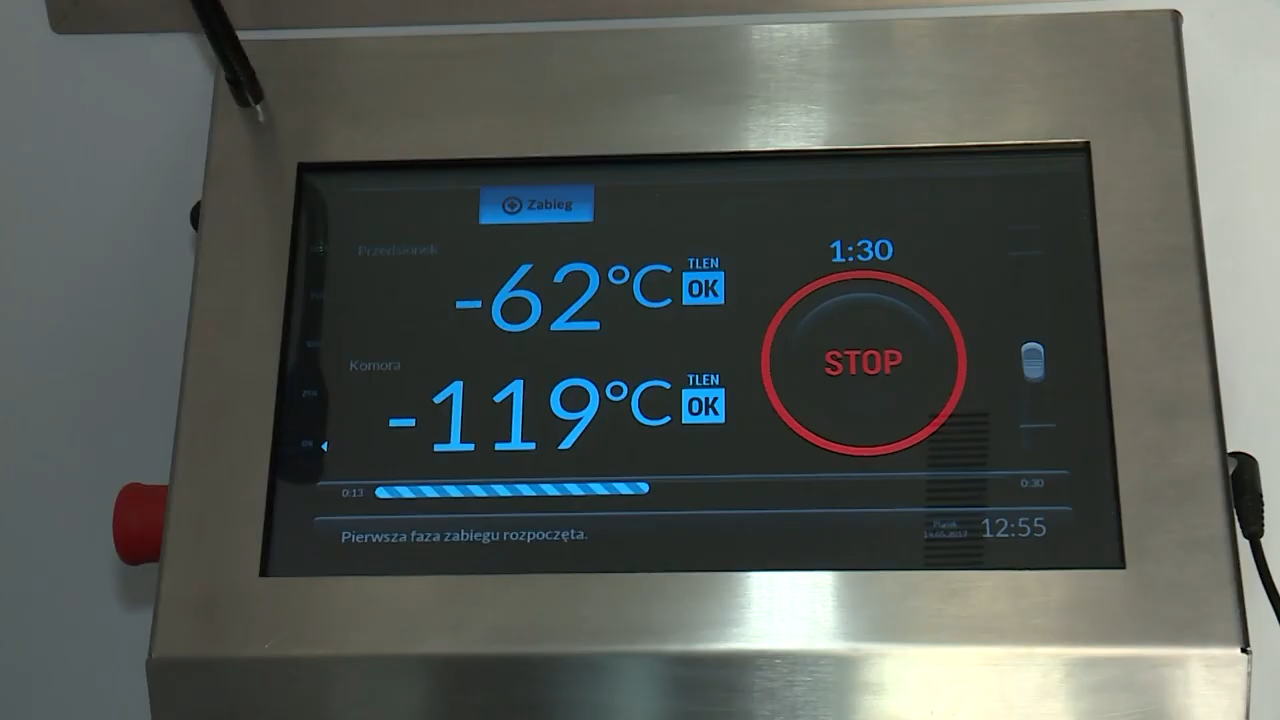 Zabieg
Przedsionek
-62°C
TLEN
OK
1:30
STOP
Komora
-119°C
TLEN
OK
0:13
0:30
Pierwsza faza zabiegu rozpoczęta.
Piątek
12:55